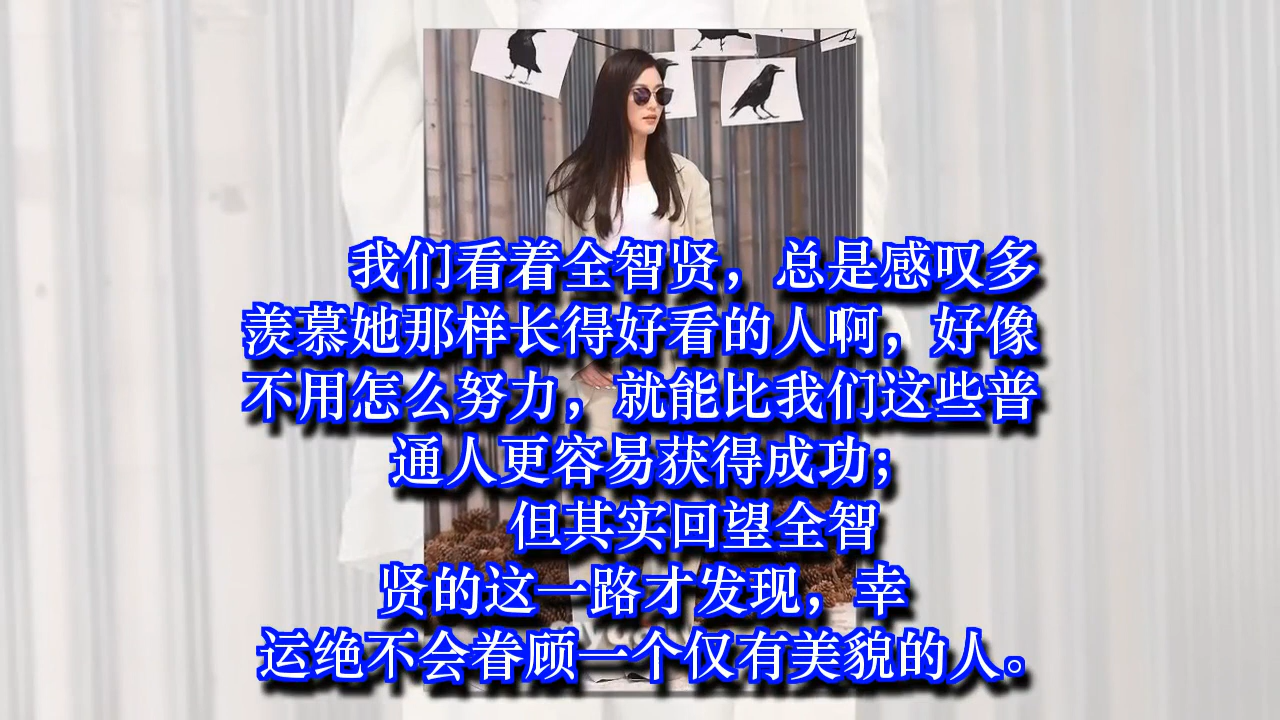 我们看着全智贤，总是感叹多
羡慕她那样长得好看的人啊，好像
不用怎么努力，就能比我们这些普
通人更容易获得成功；
但其实回望全智
贤的这一路才发现，幸
运绝不会眷顾一个仅有美貌的人。